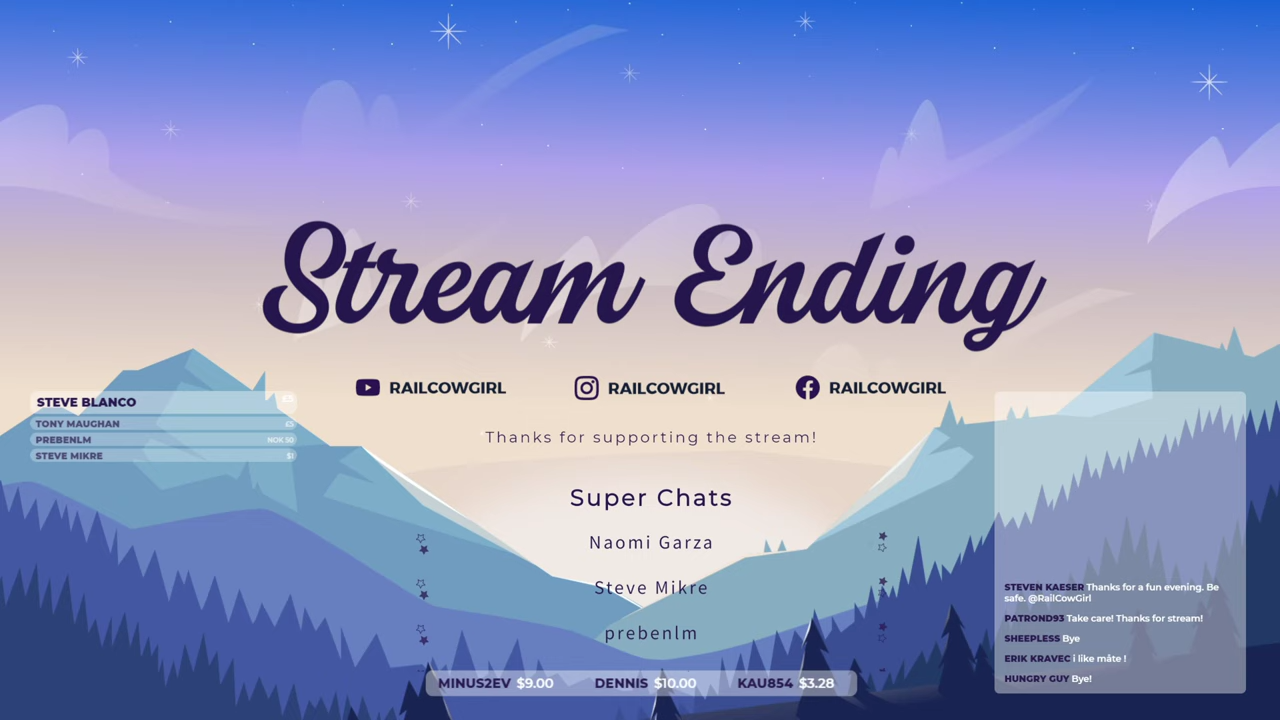 Stream Ending
RAILCOWGIRL RAILCOWGIRL RAILCOWGIRL
STEVE BLANCO
TONY MAUGHAN £5
PREBENLM NOK 50
STEVE MIKRE $1
Thanks for supporting the stream!
Super Chats
Naomi Garza
Steve Mikre
prebenlm
MINUS2EV $9.00 DENNIS $10.00 KAU854 $3.28
STEVEN KAESER Thanks for a fun evening. Be
safe. @RailCowGirl
PATROND93 Take care! Thanks for stream!
SHEEPLESS Bye
ERIK KRAVEC i like måte !
HUNGRY GUY Bye!